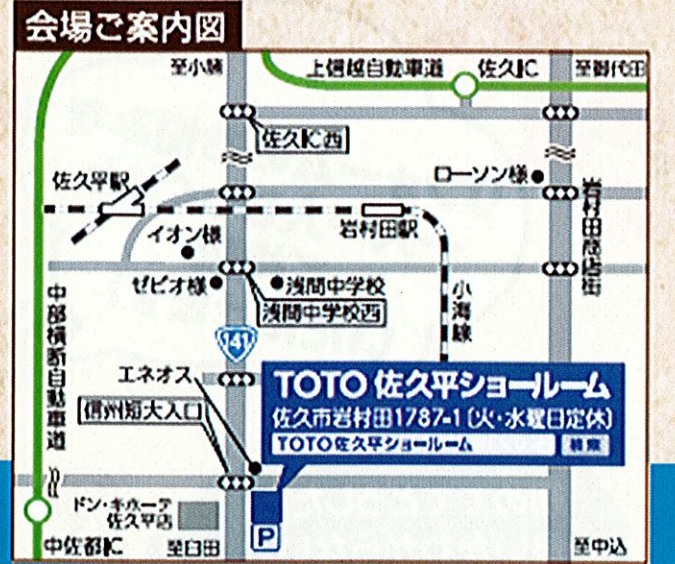 会場ご案内図
至小諸
上信越自動車道
佐久IC
至御代田
佐久IC西
佐久平駅
ローソン様
イオン様
岩村田駅
岩村田商店街
ゼビオ様
浅間中学校
浅間中学校西
小海線
中部横断自動車道
141
エネオス
TOTO 佐久平ショールーム
佐久市岩村田1787-1(火・水曜日定休)
TOTO佐久平ショールーム
検索
信州短大入口
ドン・キホーテ
佐久平店
P
中佐都IC
至臼田
至中込